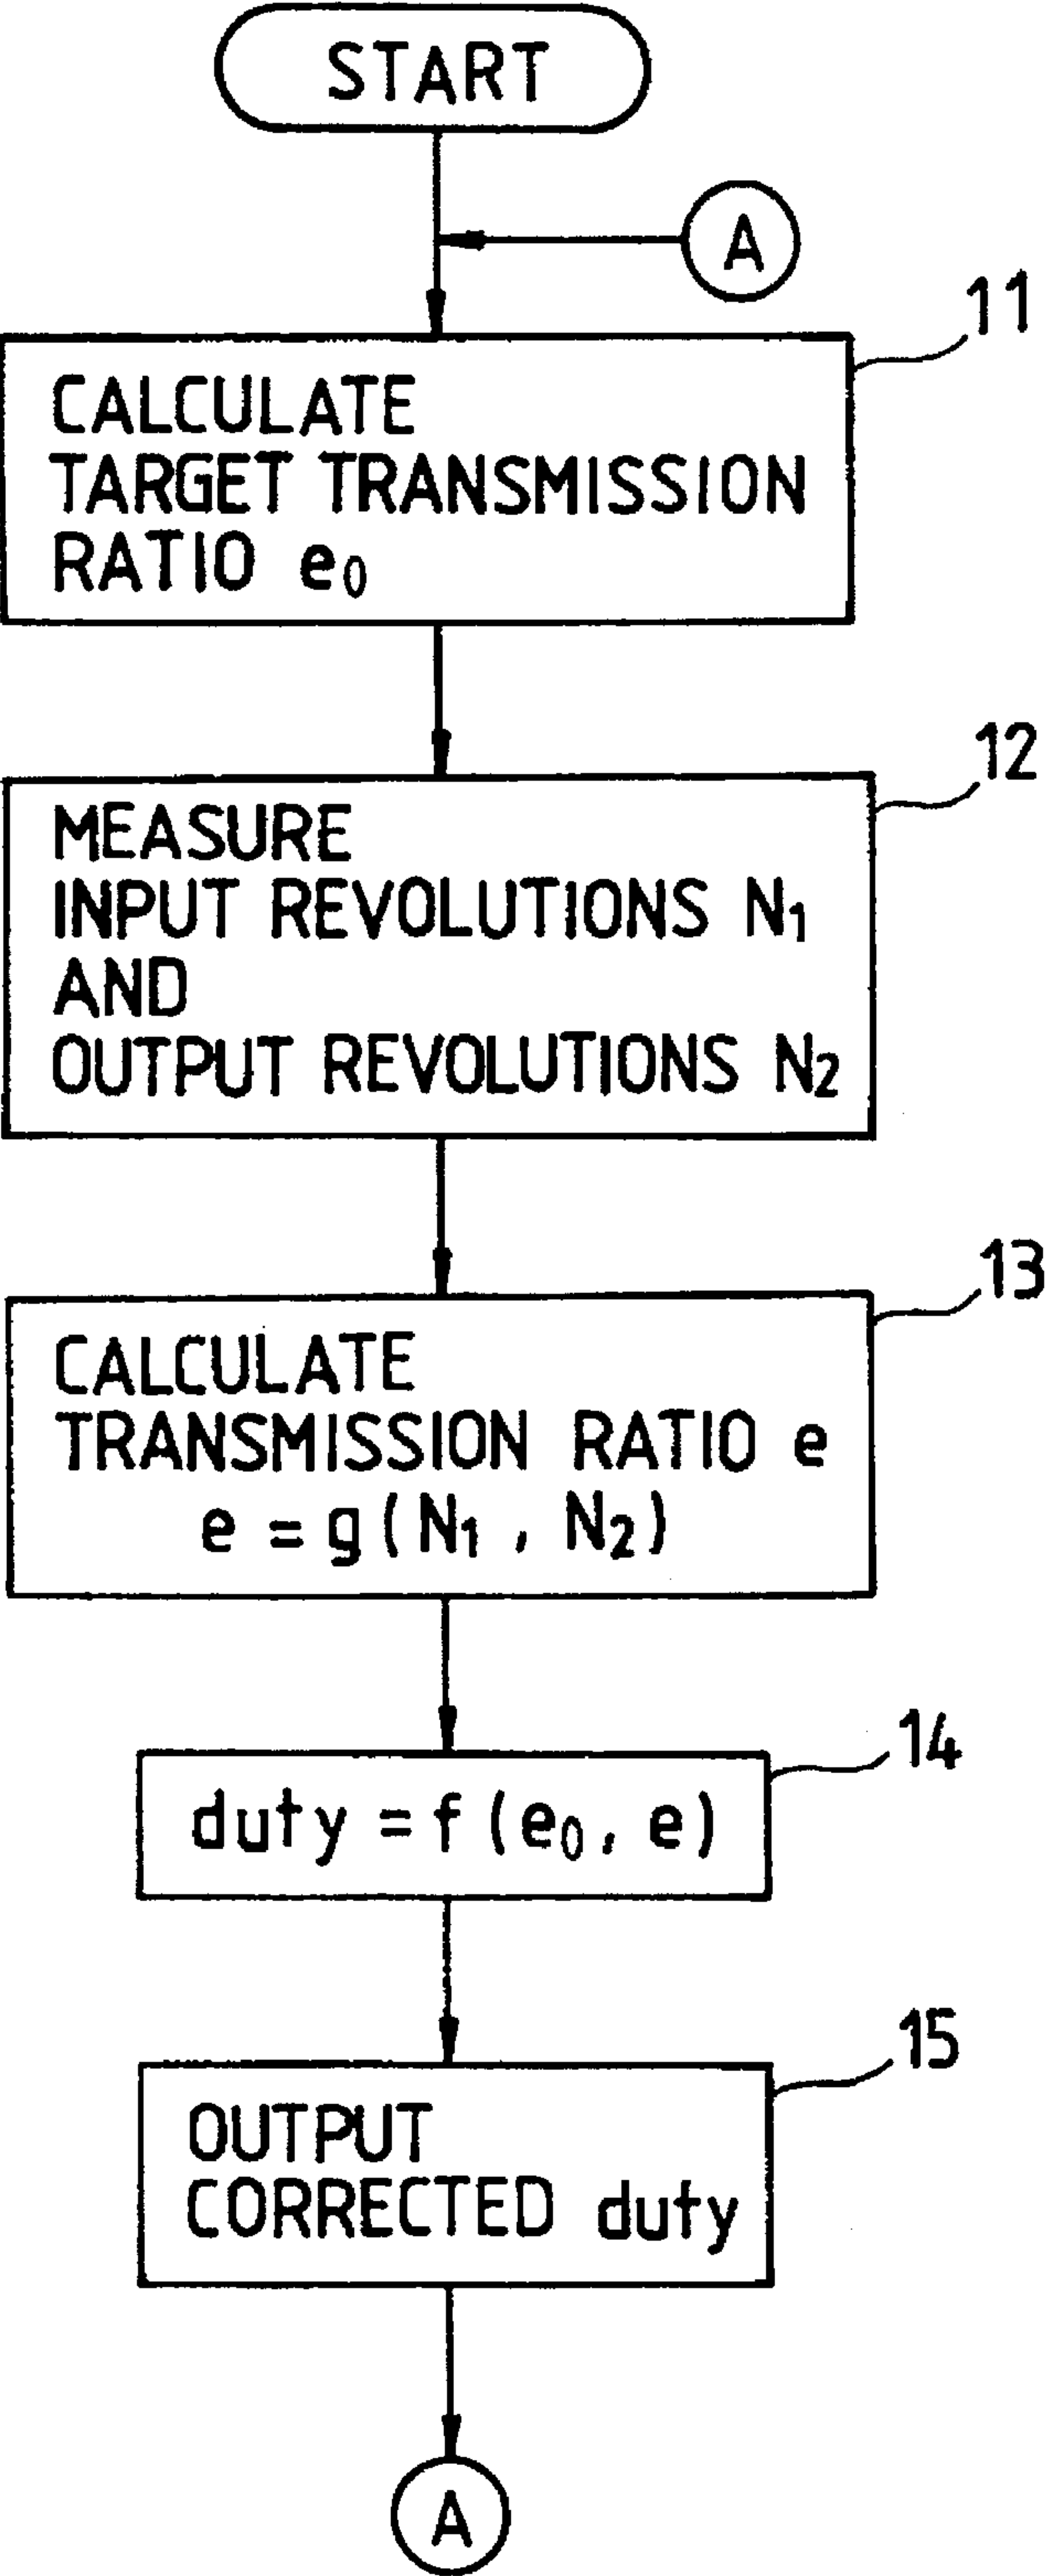 START
A
11
CALCULATE
TARGET TRANSMISSION
RATIO e₀
12
MEASURE
INPUT REVOLUTIONS N₁
AND
OUTPUT REVOLUTIONS N₂
13
CALCULATE
TRANSMISSION RATIO e
e = g(N₁, N₂)
14
duty = f(e₀, e)
15
OUTPUT
CORRECTED duty
A